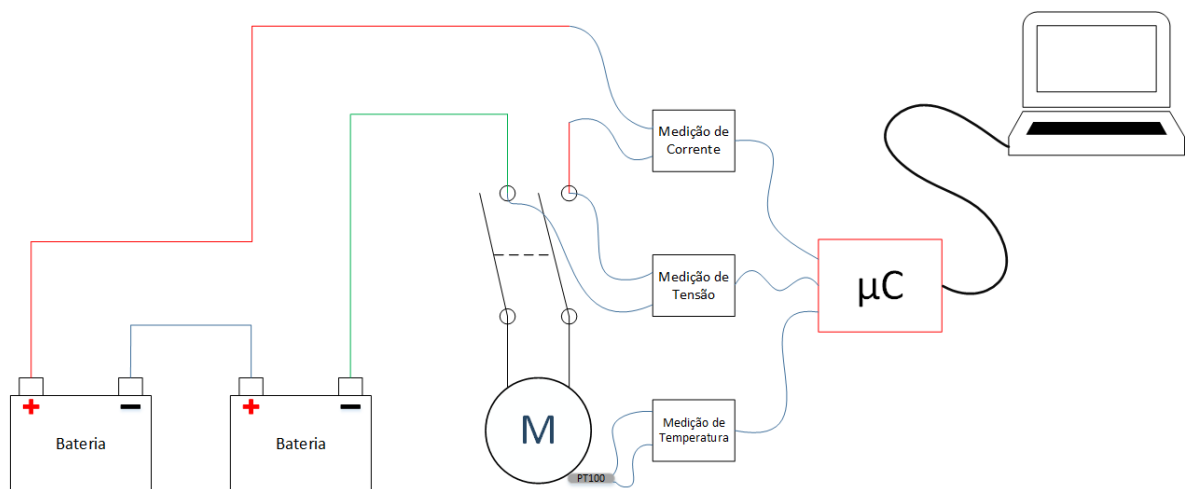 Medição de
Corrente
Medição de
Tensão
µC
+
−
Bateria
+
−
Bateria
M
PT100
Medição de
Temperatura